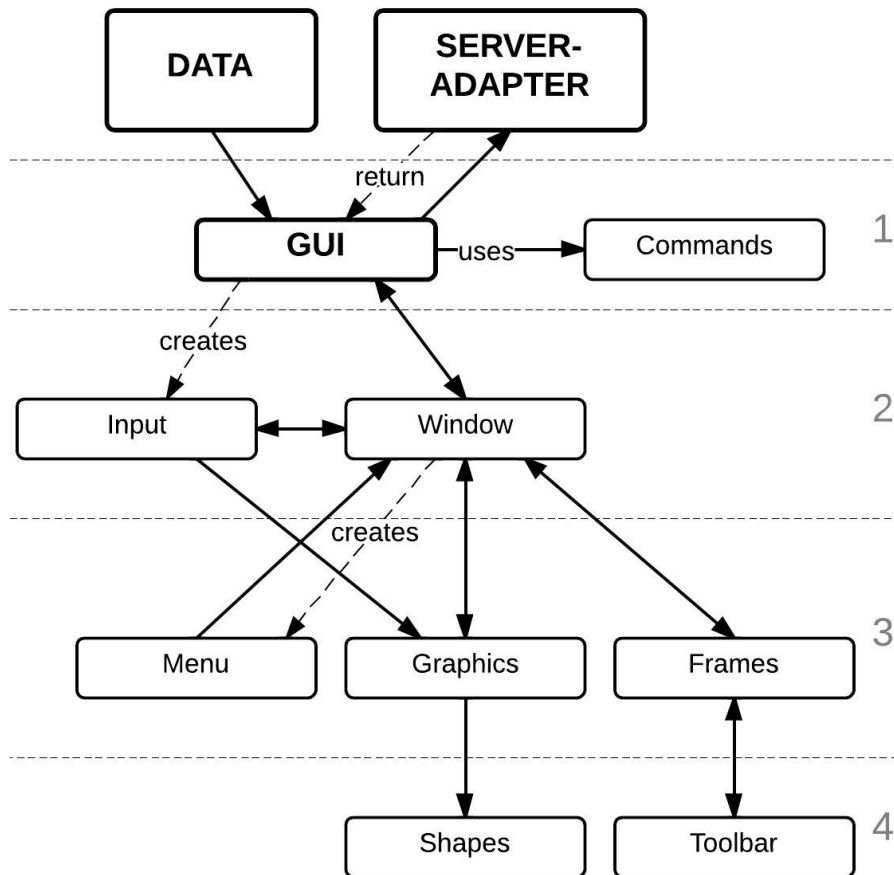 DATA
SERVER-
ADAPTER
return
GUI
uses
Commands
1
creates
Input
Window
2
creates
Menu
Graphics
Frames
3
Shapes
Toolbar
4